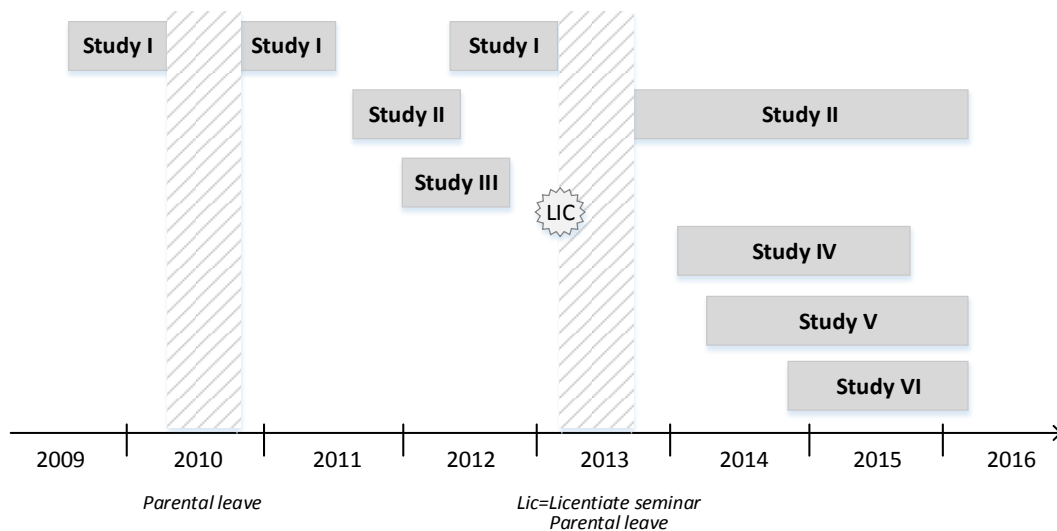 Study I
Study I
Study I
Study II
Study II
Study III
LIC
Study IV
Study V
Study VI
2009
2010
2011
2012
2013
2014
2015
2016
Parental leave
Lic=Licentiate seminar
Parental leave